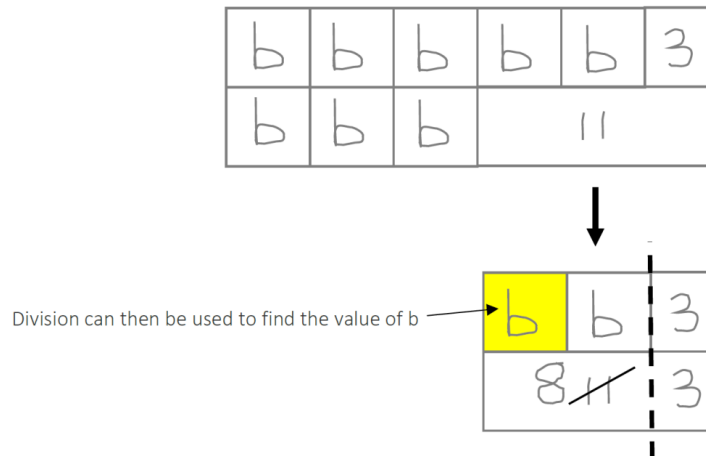 b b b b b 3
b b b 11
Division can then be used to find the value of b
b b 3
8 11 3